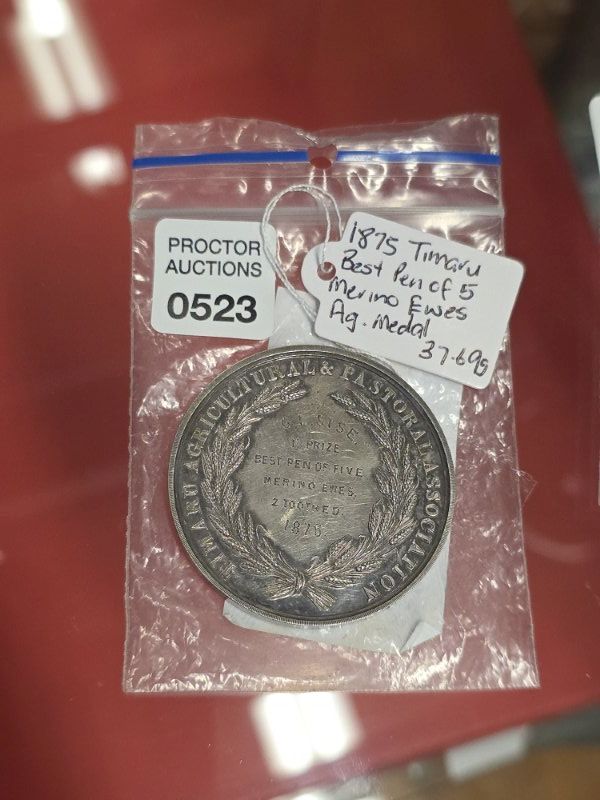 PROCTOR
AUCTIONS
0523
1875 Timaru
Best Pen of 5
Merino Ewes
Ag. Medal
37.69g
TIMARU AGRICULTURAL & PASTORAL ASSOCIATION
SISE,
1ST PRIZE
BEST PEN OF FIVE
MERINO EWES,
2 TOOTHED.
1875.